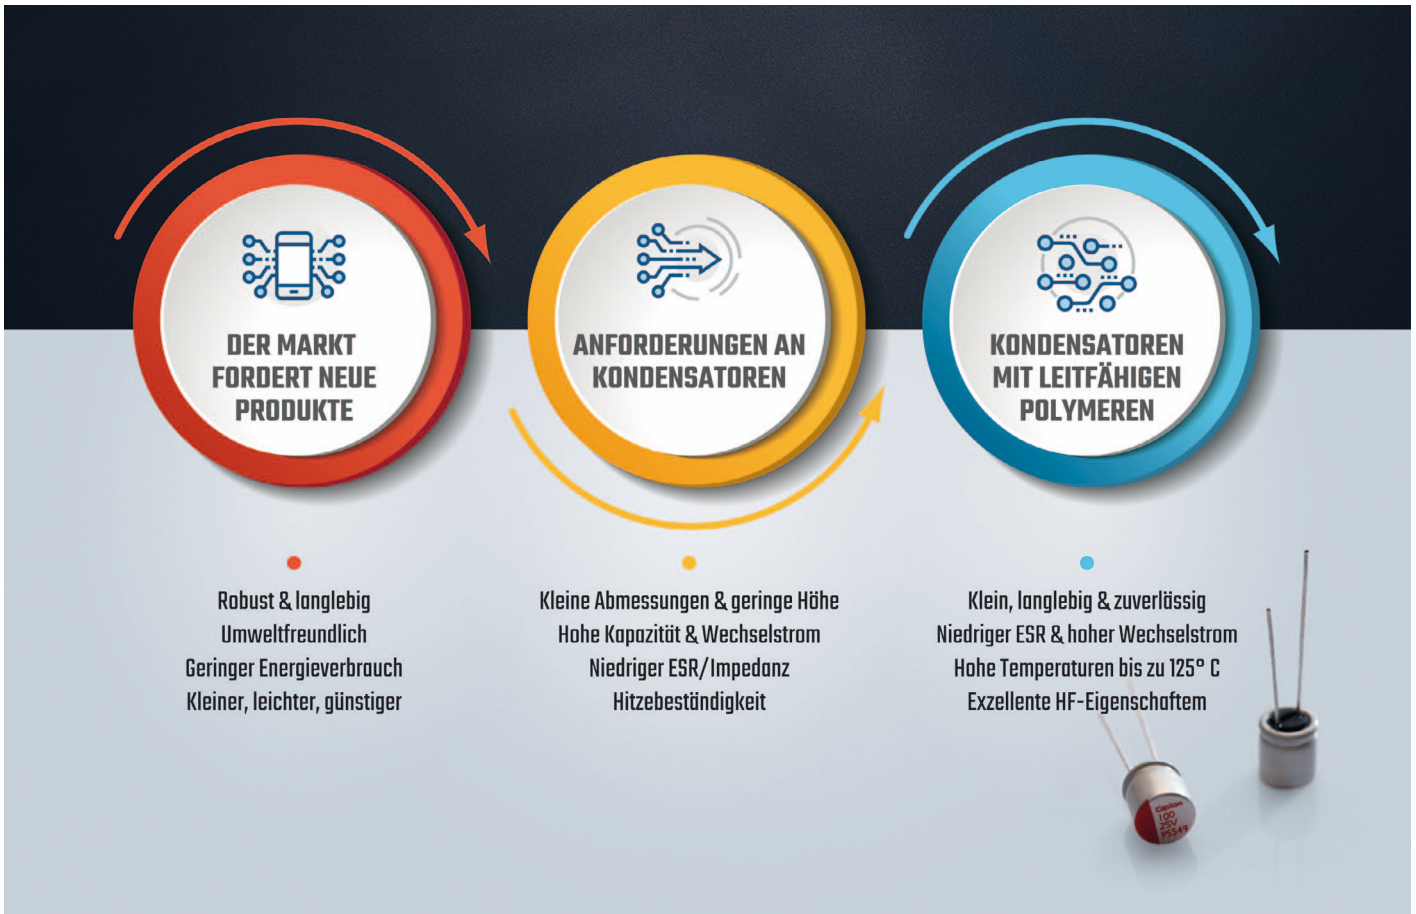 DER MARKT
FORDERT NEUE
PRODUKTE
Robust & langlebig
Umweltfreundlich
Geringer Energieverbrauch
Kleiner, leichter, günstiger
ANFORDERUNGEN AN
KONDENSATOREN
Kleine Abmessungen & geringe Höhe
Hohe Kapazität & Wechselstrom
Niedriger ESR/Impedanz
Hitzebeständigkeit
KONDENSATOREN
MIT LEITFÄHIGEN
POLYMEREN
Klein, langlebig & zuverlässig
Niedriger ESR & hoher Wechselstrom
Hohe Temperaturen bis zu 125° C
Exzellente HF-Eigenschaftem
CapXon
100
25V